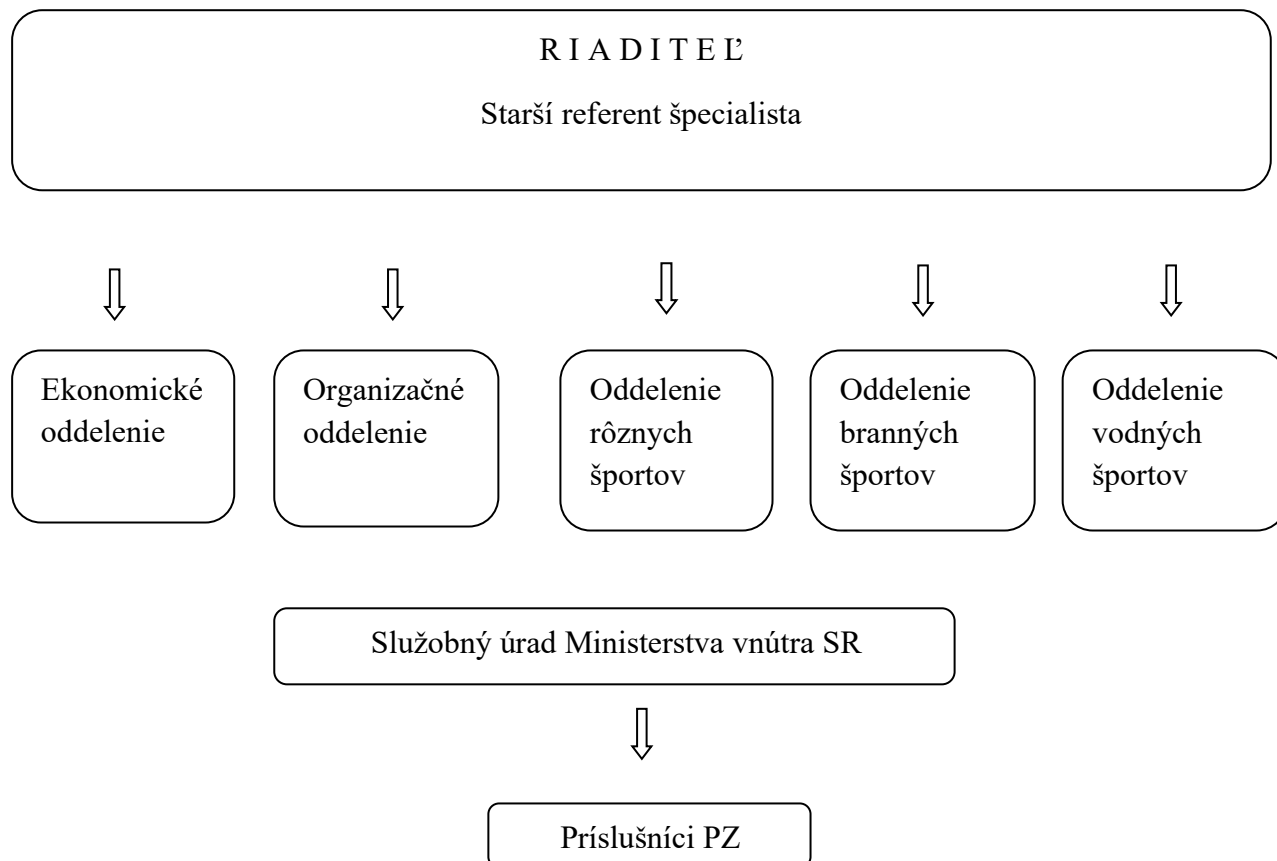 R I A D I T E Ľ
Starší referent špecialista
Ekonomické
oddelenie
Organizačné
oddelenie
Oddelenie
rôznych
športov
Oddelenie
branných
športov
Oddelenie
vodných
športov
Služobný úrad Ministerstva vnútra SR
Príslušníci PZ